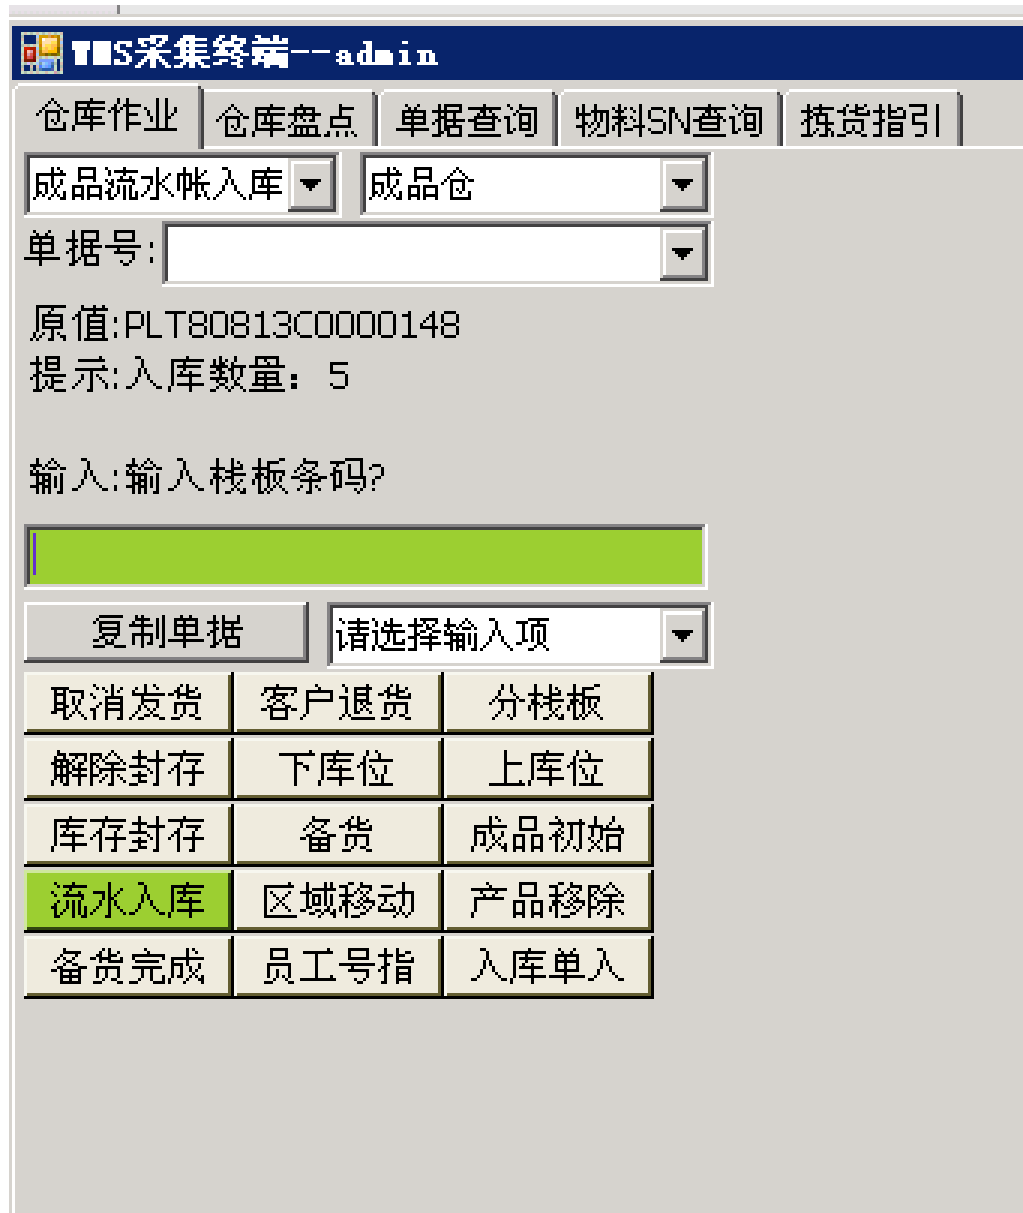 TMS采集终端--admin
仓库作业 仓库盘点 单据查询 物料SN查询 拣货指引
成品流水帐入库 成品仓
单据号:
原值:PLT80813C0000148
提示:入库数量：5
输入:输入栈板条码?
复制单据 请选择输入项
取消发货 客户退货 分栈板
解除封存 下库位 上库位
库存封存 备货 成品初始
流水入库 区域移动 产品移除
备货完成 员工号指 入库单入